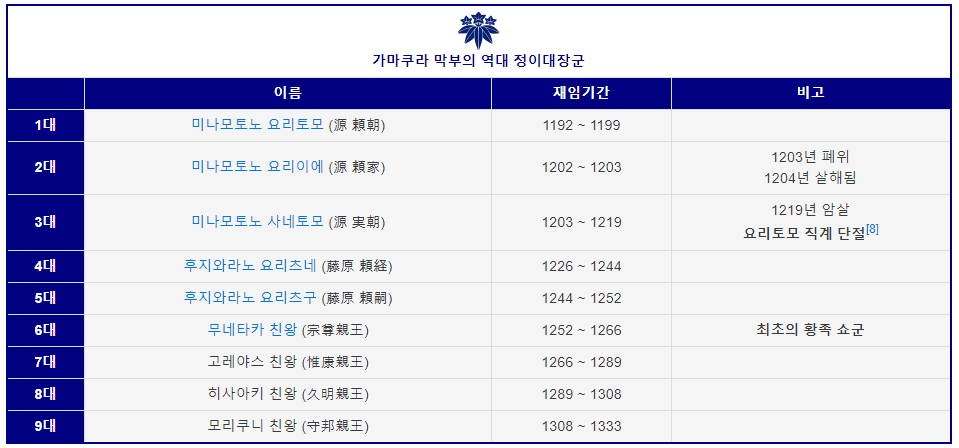 가마쿠라 막부의 역대 정이대장군
이름 재임기간 비고
1대 미나모토노 요리토모 (源 頼朝) 1192 ~ 1199
2대 미나모토노 요리이에 (源 頼家) 1202 ~ 1203 1203년 폐위
1204년 살해됨
3대 미나모토노 사네토모 (源 実朝) 1203 ~ 1219 1219년 암살
요리토모 직계 단절[8]
4대 후지와라노 요리츠네 (藤原 頼経) 1226 ~ 1244
5대 후지와라노 요리츠구 (藤原 頼嗣) 1244 ~ 1252
6대 무네타카 친왕 (宗尊親王) 1252 ~ 1266 최초의 황족 쇼군
7대 고레야스 친왕 (惟康親王) 1266 ~ 1289
8대 히사아키 친왕 (久明親王) 1289 ~ 1308
9대 모리쿠니 친왕 (守邦親王) 1308 ~ 1333